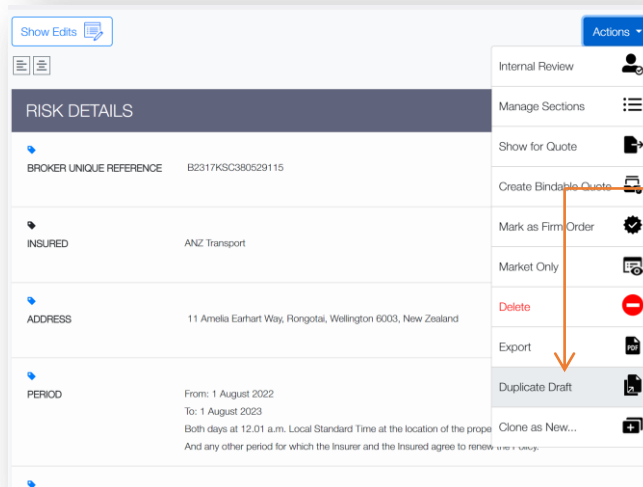 Show Edits
Actions
Internal Review
Manage Sections
RISK DETAILS
Show for Quote
BROKER UNIQUE REFERENCE B2317KSC380529115
Create Bindable Quote
Mark as Firm Order
INSURED ANZ Transport
Market Only
Delete
ADDRESS 11 Amelia Earhart Way, Rongotai, Wellington 6003, New Zealand
Export
PDF
Duplicate Draft
PERIOD From: 1 August 2022
To: 1 August 2023
Both days at 12.01 a.m. Local Standard Time at the location of the prope
Clone as New...
And any other period for which the Insurer and the Insured agree to renew the Policy.